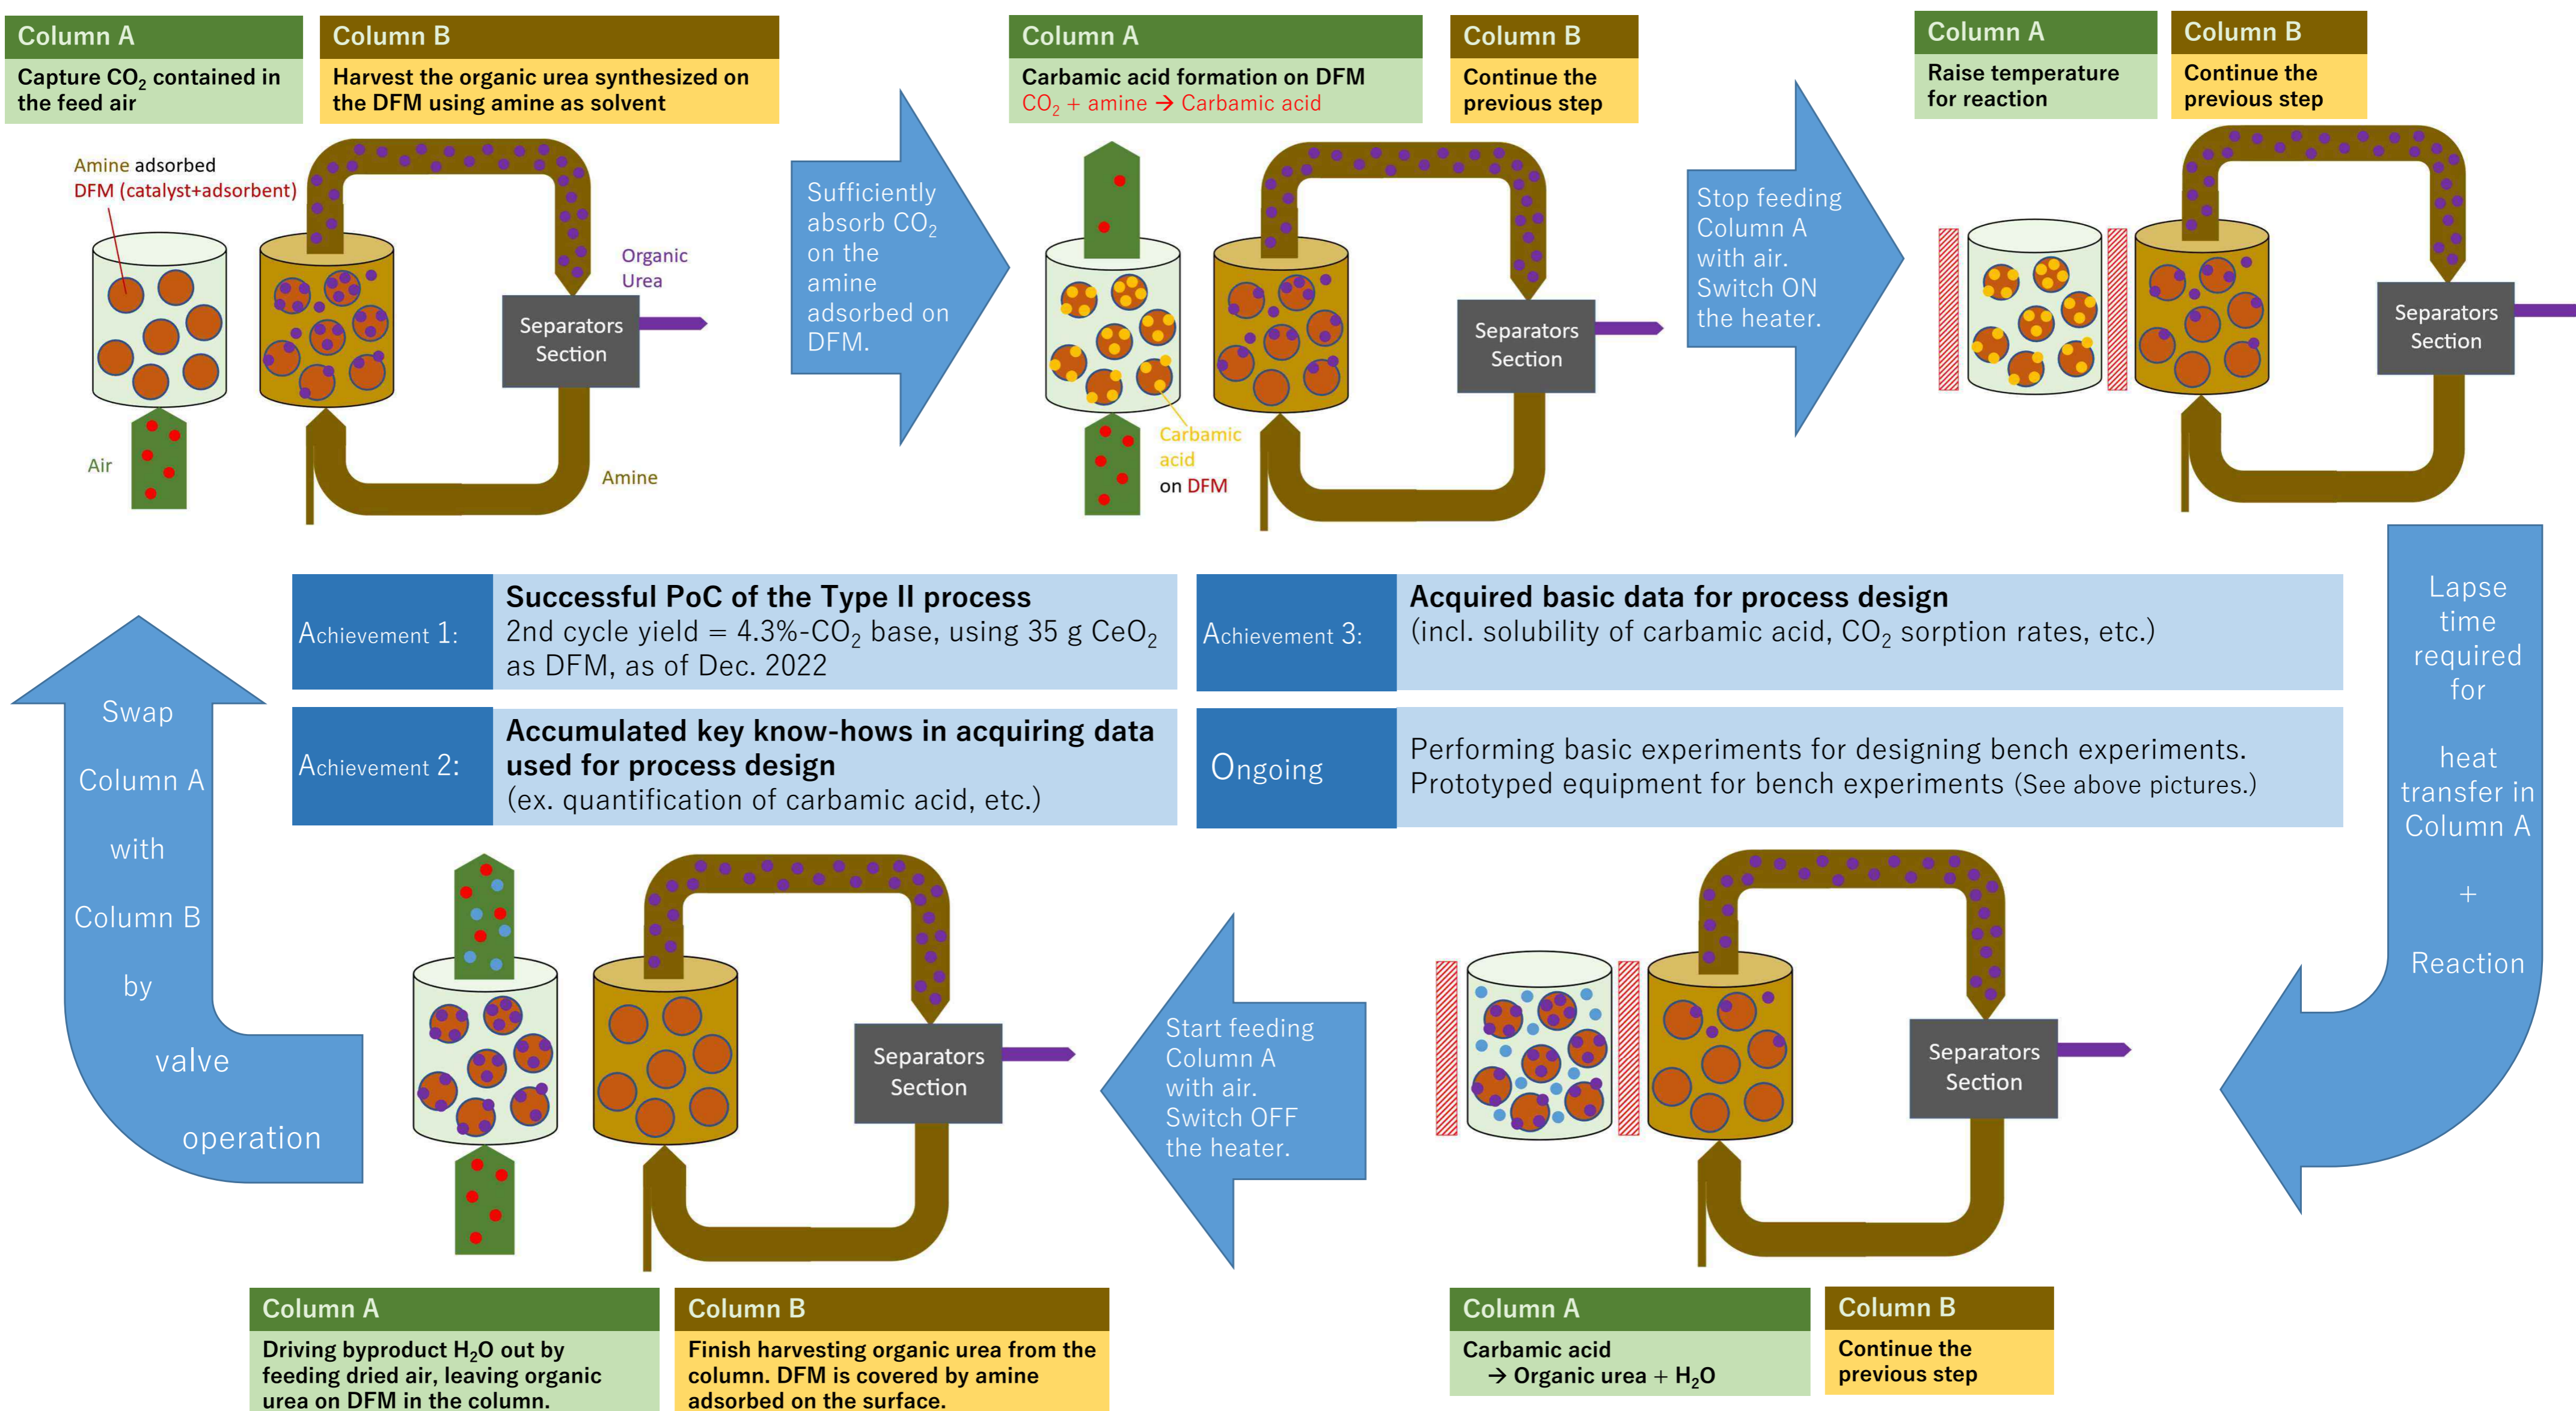 Column A
Capture CO₂ contained in
the feed air
Column B
Harvest the organic urea synthesized on
the DFM using amine as solvent
Amine adsorbed
DFM (catalyst+adsorbent)
Organic
Urea
Separators
Section
Air
Amine
Sufficiently
absorb CO₂
on the
amine
adsorbed on
DFM.
Column A
Carbamic acid formation on DFM
CO₂ + amine → Carbamic acid
Column B
Continue the
previous step
Separators
Section
Carbamic
acid
on DFM
Stop feeding
Column A
with air.
Switch ON
the heater.
Column A
Raise temperature
for reaction
Column B
Continue the
previous step
Separators
Section
Lapse
time
required
for
heat
transfer in
Column A
+
Reaction
Achievement 1:
Successful PoC of the Type II process
2nd cycle yield = 4.3%-CO₂ base, using 35 g CeO₂
as DFM, as of Dec. 2022
Achievement 2:
Accumulated key know-hows in acquiring data
used for process design
(ex. quantification of carbamic acid, etc.)
Achievement 3:
Acquired basic data for process design
(incl. solubility of carbamic acid, CO₂ sorption rates, etc.)
Ongoing
Performing basic experiments for designing bench experiments.
Prototyped equipment for bench experiments (See above pictures.)
Separators
Section
Column A
Carbamic acid
→ Organic urea + H₂O
Column B
Continue the
previous step
Start feeding
Column A
with air.
Switch OFF
the heater.
Separators
Section
Column A
Driving byproduct H₂O out by
feeding dried air, leaving organic
urea on DFM in the column.
Column B
Finish harvesting organic urea from the
column. DFM is covered by amine
adsorbed on the surface.
Swap
Column A
with
Column B
by
valve
operation